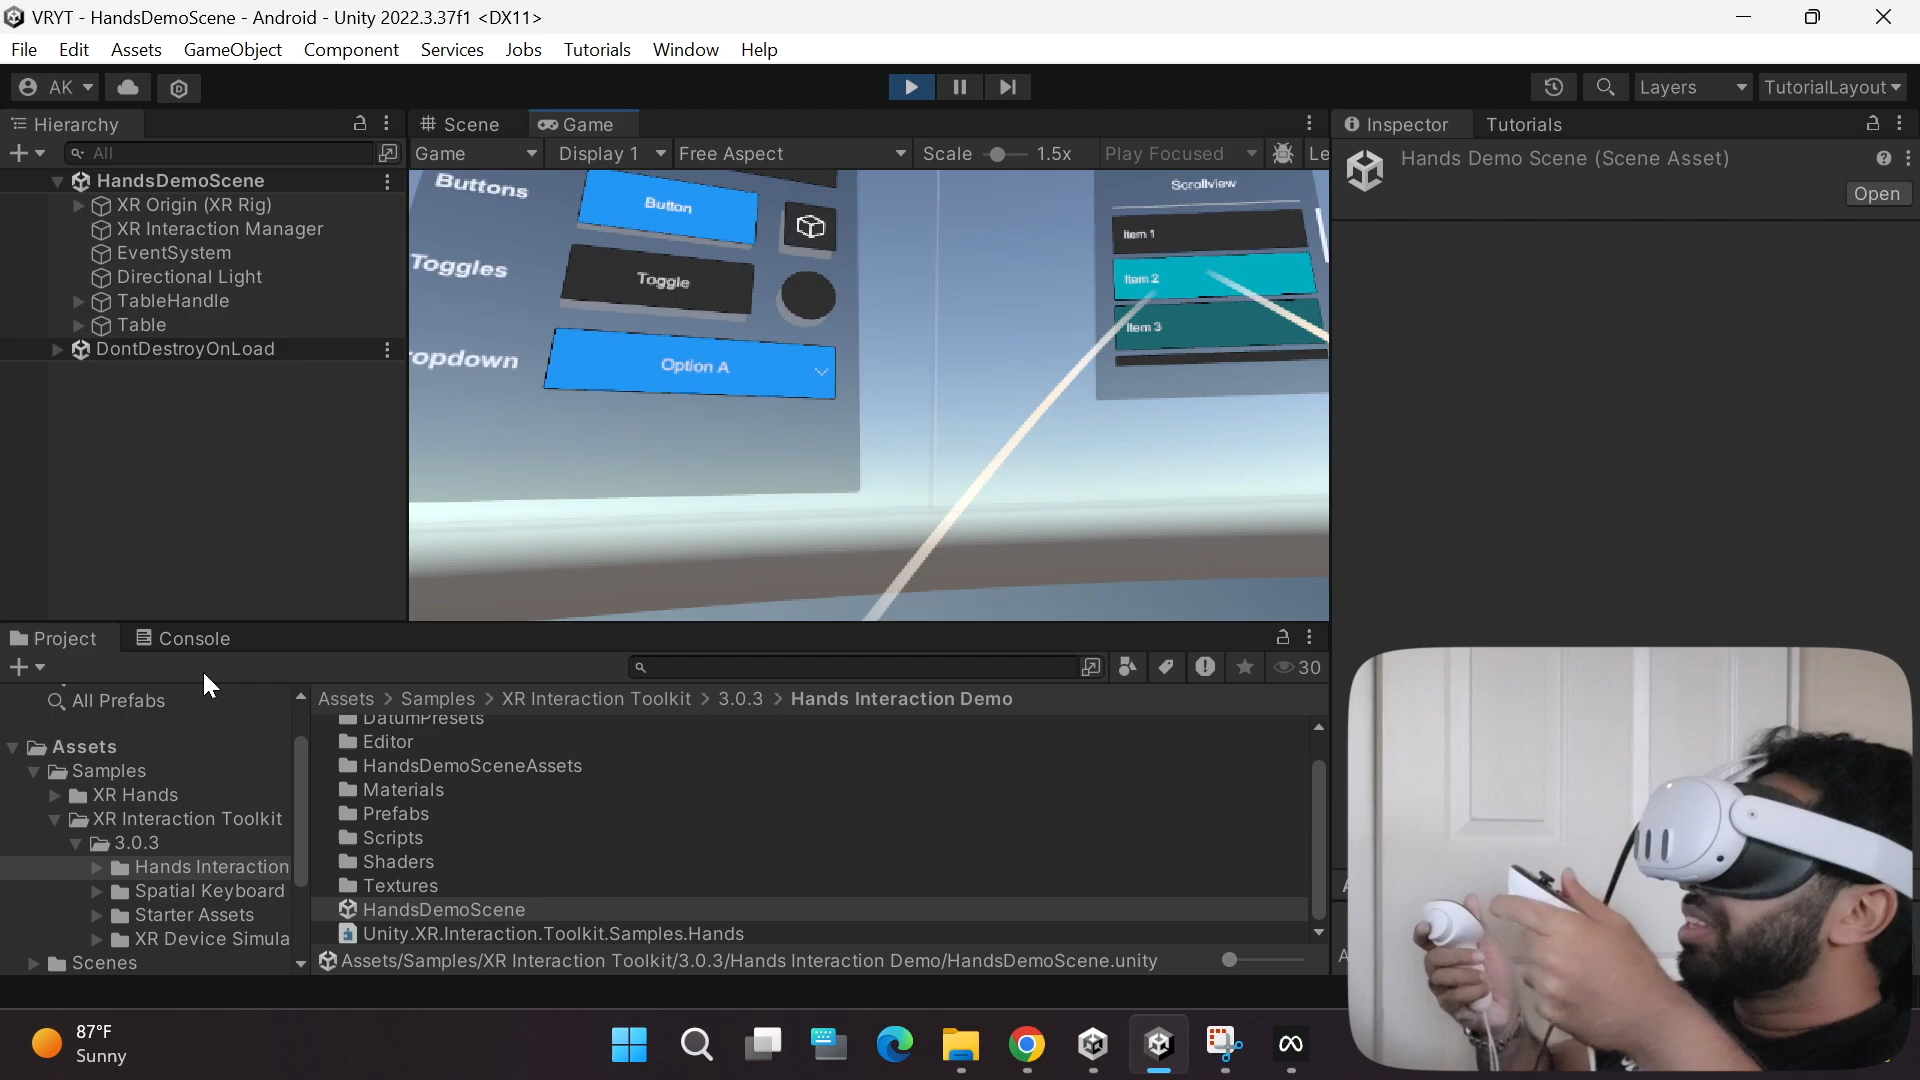 VRYT - HandsDemoScene - Android - Unity 2022.3.37f1 <DX11>
File Edit Assets GameObject Component Services Jobs Tutorials Window Help
AK Layers TutorialLayout
Hierarchy Scene Game Inspector Tutorials
All Game Display 1 Free Aspect Scale 1.5x Play Focused Le
Hands Demo Scene (Scene Asset)
Open
HandsDemoScene
XR Origin (XR Rig)
XR Interaction Manager
EventSystem
Directional Light
TableHandle
Table
DontDestroyOnLoad
Buttons Button
Toggles Toggle
ropdown Option A
Scrollview
Item 1
Item 2
Item 3
Project Console
30
All Prefabs
Assets
Samples
XR Hands
XR Interaction Toolkit
3.0.3
Hands Interaction
Spatial Keyboard
Starter Assets
XR Device Simula
Scenes
Assets > Samples > XR Interaction Toolkit > 3.0.3 > Hands Interaction Demo
DatumPresets
Editor
HandsDemoSceneAssets
Materials
Prefabs
Scripts
Shaders
Textures
HandsDemoScene
Unity.XR.Interaction.Toolkit.Samples.Hands
Assets/Samples/XR Interaction Toolkit/3.0.3/Hands Interaction Demo/HandsDemoScene.unity
87°F
Sunny